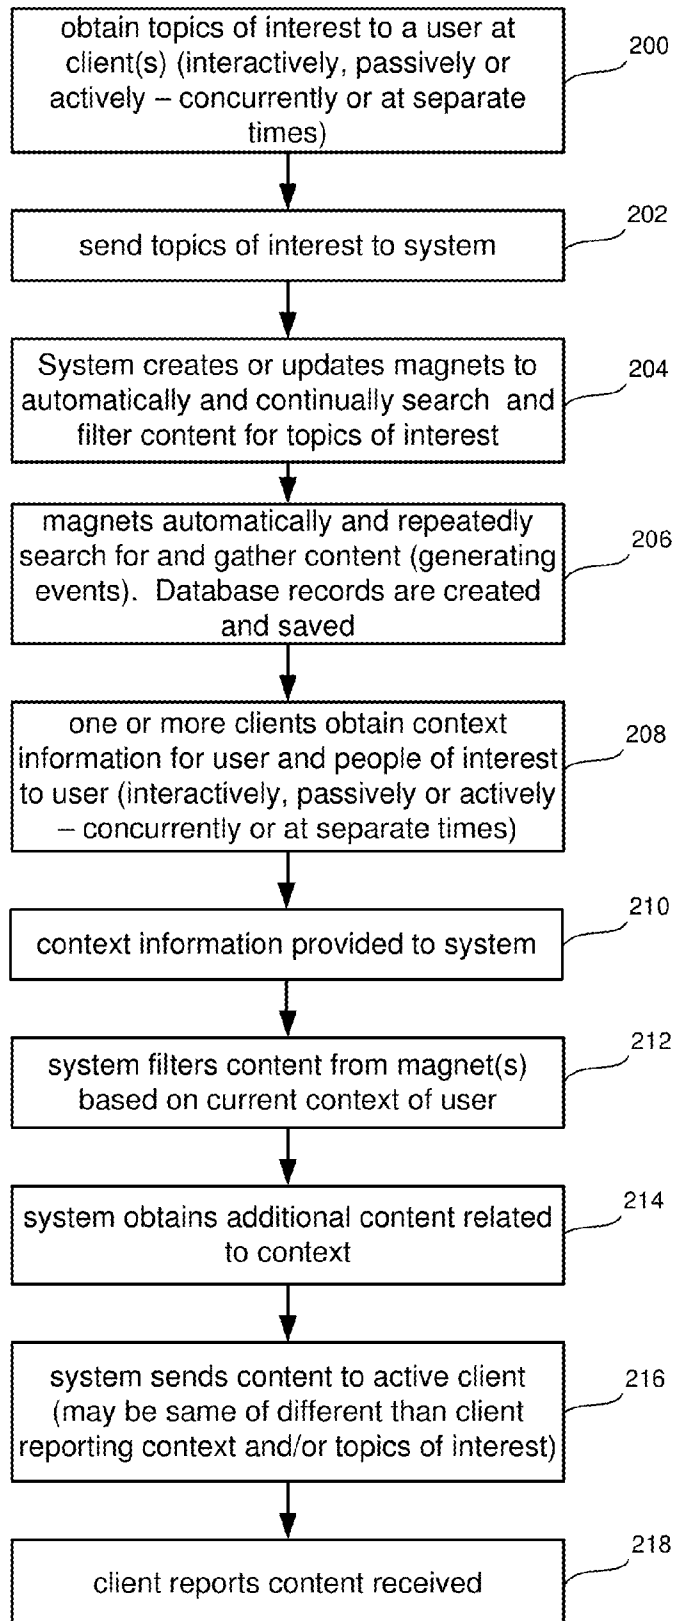 obtain topics of interest to a user at
client(s) (interactively, passively or
actively – concurrently or at separate
times)
200
send topics of interest to system
202
System creates or updates magnets to
automatically and continually search and
filter content for topics of interest
204
magnets automatically and repeatedly
search for and gather content (generating
events). Database records are created
and saved
206
one or more clients obtain context
information for user and people of interest
to user (interactively, passively or actively
– concurrently or at separate times)
208
context information provided to system
210
system filters content from magnet(s)
based on current context of user
212
system obtains additional content related
to context
214
system sends content to active client
(may be same of different than client
reporting context and/or topics of interest)
216
client reports content received
218